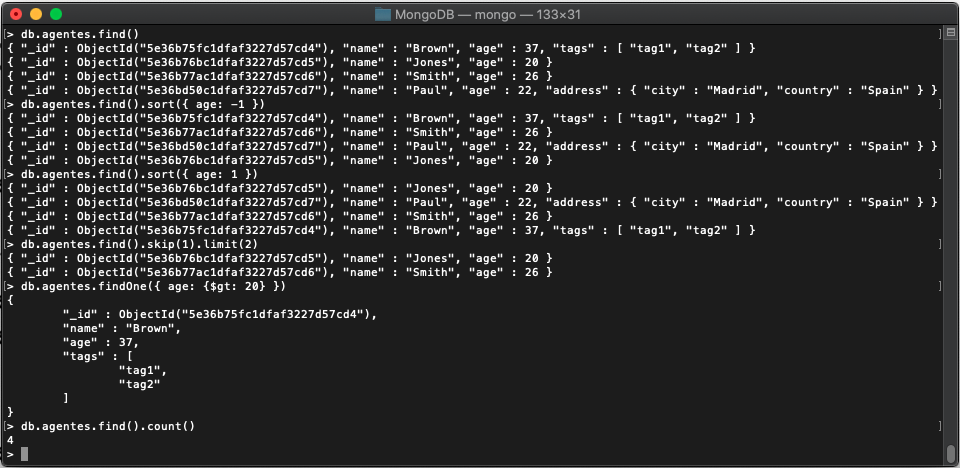 MongoDB — mongo — 133×31
[> db.agentes.find() ]
{ "_id" : ObjectId("5e36b75fc1dfaf3227d57cd4"), "name" : "Brown", "age" : 37, "tags" : [ "tag1", "tag2" ] }
{ "_id" : ObjectId("5e36b76bc1dfaf3227d57cd5"), "name" : "Jones", "age" : 20 }
{ "_id" : ObjectId("5e36b77ac1dfaf3227d57cd6"), "name" : "Smith", "age" : 26 }
{ "_id" : ObjectId("5e36bd50c1dfaf3227d57cd7"), "name" : "Paul", "age" : 22, "address" : { "city" : "Madrid", "country" : "Spain" } }
[> db.agentes.find().sort({ age: -1 }) ]
{ "_id" : ObjectId("5e36b75fc1dfaf3227d57cd4"), "name" : "Brown", "age" : 37, "tags" : [ "tag1", "tag2" ] }
{ "_id" : ObjectId("5e36b77ac1dfaf3227d57cd6"), "name" : "Smith", "age" : 26 }
{ "_id" : ObjectId("5e36bd50c1dfaf3227d57cd7"), "name" : "Paul", "age" : 22, "address" : { "city" : "Madrid", "country" : "Spain" } }
{ "_id" : ObjectId("5e36b76bc1dfaf3227d57cd5"), "name" : "Jones", "age" : 20 }
[> db.agentes.find().sort({ age: 1 }) ]
{ "_id" : ObjectId("5e36b76bc1dfaf3227d57cd5"), "name" : "Jones", "age" : 20 }
{ "_id" : ObjectId("5e36bd50c1dfaf3227d57cd7"), "name" : "Paul", "age" : 22, "address" : { "city" : "Madrid", "country" : "Spain" } }
{ "_id" : ObjectId("5e36b77ac1dfaf3227d57cd6"), "name" : "Smith", "age" : 26 }
{ "_id" : ObjectId("5e36b75fc1dfaf3227d57cd4"), "name" : "Brown", "age" : 37, "tags" : [ "tag1", "tag2" ] }
[> db.agentes.find().skip(1).limit(2) ]
{ "_id" : ObjectId("5e36b76bc1dfaf3227d57cd5"), "name" : "Jones", "age" : 20 }
{ "_id" : ObjectId("5e36b77ac1dfaf3227d57cd6"), "name" : "Smith", "age" : 26 }
[> db.agentes.findOne({ age: {$gt: 20} }) ]
{
"_id" : ObjectId("5e36b75fc1dfaf3227d57cd4"),
"name" : "Brown",
"age" : 37,
"tags" : [
"tag1",
"tag2"
]
}
[> db.agentes.find().count() ]
4
>